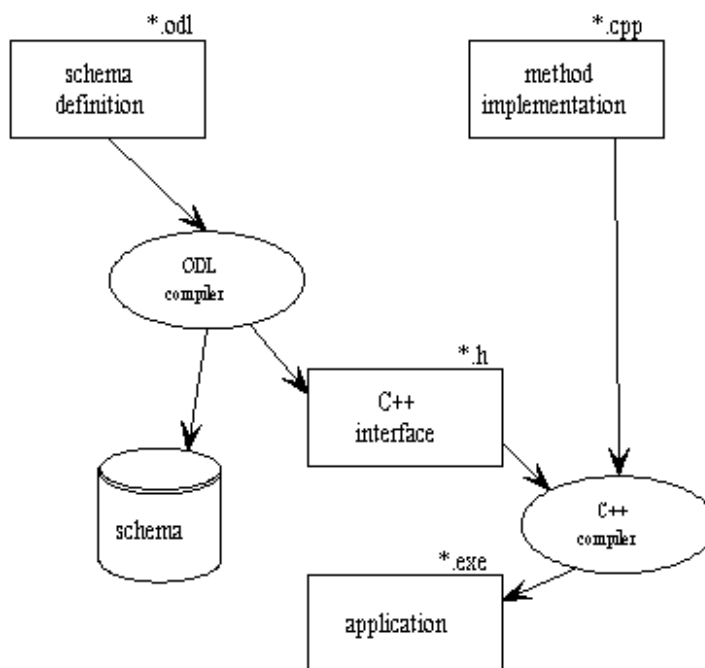 *.odl
schema
definition
*.cpp
method
implementation
ODL
compiler
*.h
C++
interface
schema
C++
compiler
*.exe
application